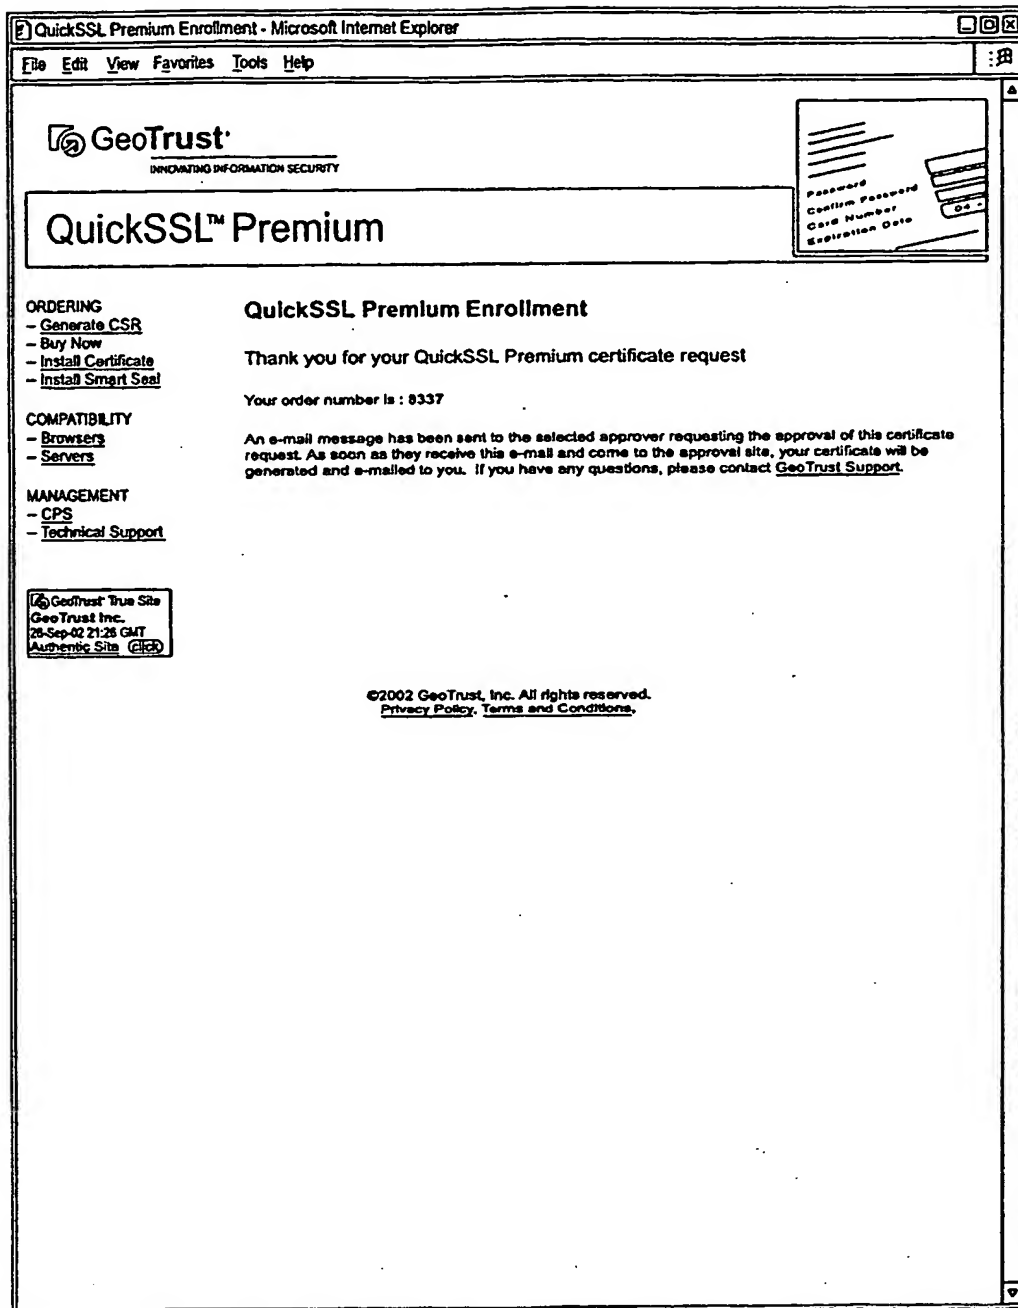 QuickSSL Premium Enrollment - Microsoft Internet Explorer
File Edit View Favorites Tools Help
GeoTrust
INNOVATING INFORMATION SECURITY
Password
Confirm Password
Card Number
Expiration Date
04
QuickSSL™ Premium
ORDERING
– Generate CSR
– Buy Now
– Install Certificate
– Install Smart Seal
COMPATIBILITY
– Browsers
– Servers
MANAGEMENT
– CPS
– Technical Support
GeoTrust True Site
GeoTrust Inc.
26-Sep-02 21:26 GMT
Authentic Site click
QuickSSL Premium Enrollment
Thank you for your QuickSSL Premium certificate request
Your order number is : 8337
An e-mail message has been sent to the selected approver requesting the approval of this certificate
request. As soon as they receive this e-mail and come to the approval site, your certificate will be
generated and e-mailed to you. If you have any questions, please contact GeoTrust Support.
©2002 GeoTrust, Inc. All rights reserved.
Privacy Policy. Terms and Conditions.